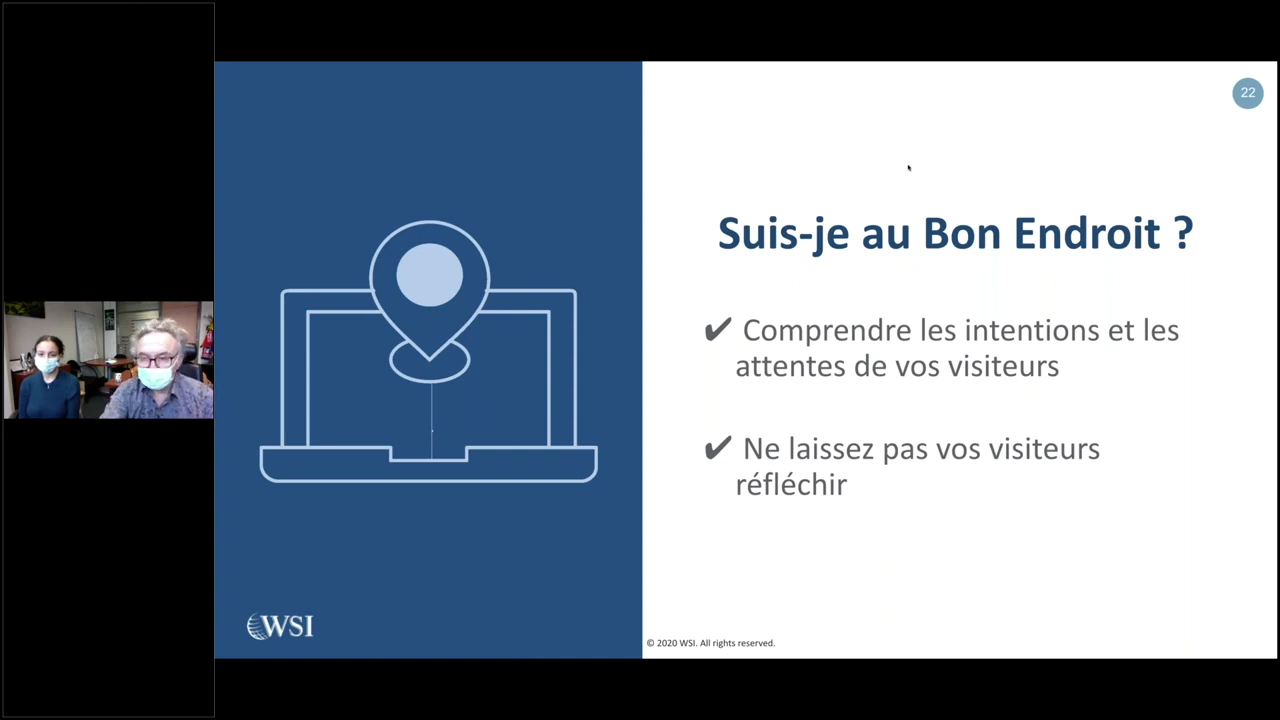 22
Suis-je au Bon Endroit ?
✔ Comprendre les intentions et les
attentes de vos visiteurs
✔ Ne laissez pas vos visiteurs
réfléchir
WSI
© 2020 WSI. All rights reserved.